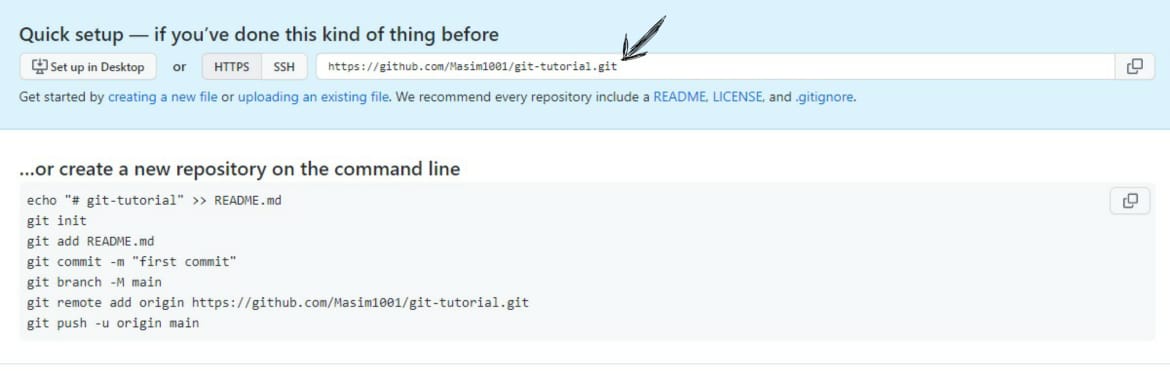 Quick setup — if you've done this kind of thing before
Set up in Desktop or HTTPS SSH https://github.com/Masim1001/git-tutorial.git
Get started by creating a new file or uploading an existing file. We recommend every repository include a README, LICENSE, and .gitignore.
...or create a new repository on the command line
echo "# git-tutorial" >> README.md
git init
git add README.md
git commit -m "first commit"
git branch -M main
git remote add origin https://github.com/Masim1001/git-tutorial.git
git push -u origin main